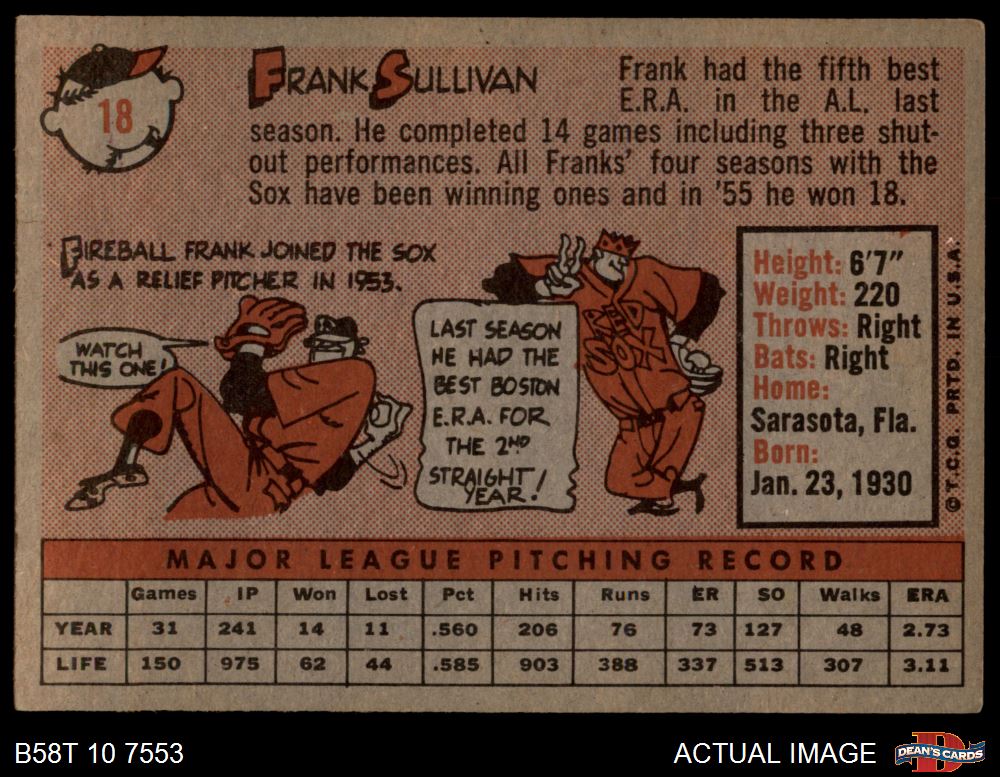 18
FRANK SULLIVAN
Frank had the fifth best
E.R.A. in the A.L. last
season. He completed 14 games including three shut-
out performances. All Franks' four seasons with the
Sox have been winning ones and in '55 he won 18.
FIREBALL FRANK JOINED THE SOX
AS A RELIEF PITCHER IN 1953.
WATCH
THIS ONE!
LAST SEASON
HE HAD THE
BEST BOSTON
E.R.A. FOR
THE 2ND
STRAIGHT
YEAR!
RED
SOX
Height: 6'7"
Weight: 220
Throws: Right
Bats: Right
Home:
Sarasota, Fla.
Born:
Jan. 23, 1930
©T.C.G. PRTD. IN U.S.A.
MAJOR LEAGUE PITCHING RECORD
Games IP Won Lost Pct Hits Runs ER SO Walks ERA
YEAR 31 241 14 11 .560 206 76 73 127 48 2.73
LIFE 150 975 62 44 .585 903 388 337 513 307 3.11
B58T 10 7553
ACTUAL IMAGE
D
DEAN'S CARDS